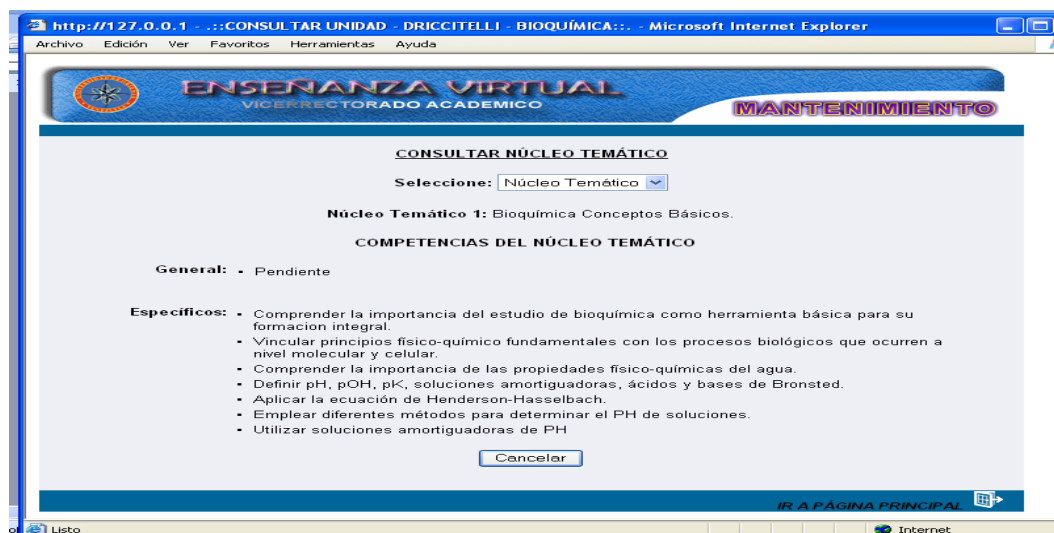 http://127.0.0.1 - .::CONSULTAR UNIDAD - DRICCITELLI - BIOQUÍMICA::. - Microsoft Internet Explorer
Archivo Edición Ver Favoritos Herramientas Ayuda
ENSEÑANZA VIRTUAL
VICERRECTORADO ACADEMICO
MANTENIMIENTO
CONSULTAR NÚCLEO TEMÁTICO
Seleccione: Núcleo Temático
Núcleo Temático 1: Bioquímica Conceptos Básicos.
COMPETENCIAS DEL NÚCLEO TEMÁTICO
General: • Pendiente
Específicos: • Comprender la importancia del estudio de bioquímica como herramienta básica para su
formacion integral.
• Vincular principios físico-químico fundamentales con los procesos biológicos que ocurren a
nivel molecular y celular.
• Comprender la importancia de las propiedades físico-químicas del agua.
• Definir pH, pOH, pK, soluciones amortiguadoras, ácidos y bases de Bronsted.
• Aplicar la ecuación de Henderson-Hasselbach.
• Emplear diferentes métodos para determinar el PH de soluciones.
• Utilizar soluciones amortiguadoras de PH
Cancelar
IR A PÁGINA PRINCIPAL
Listo
Internet